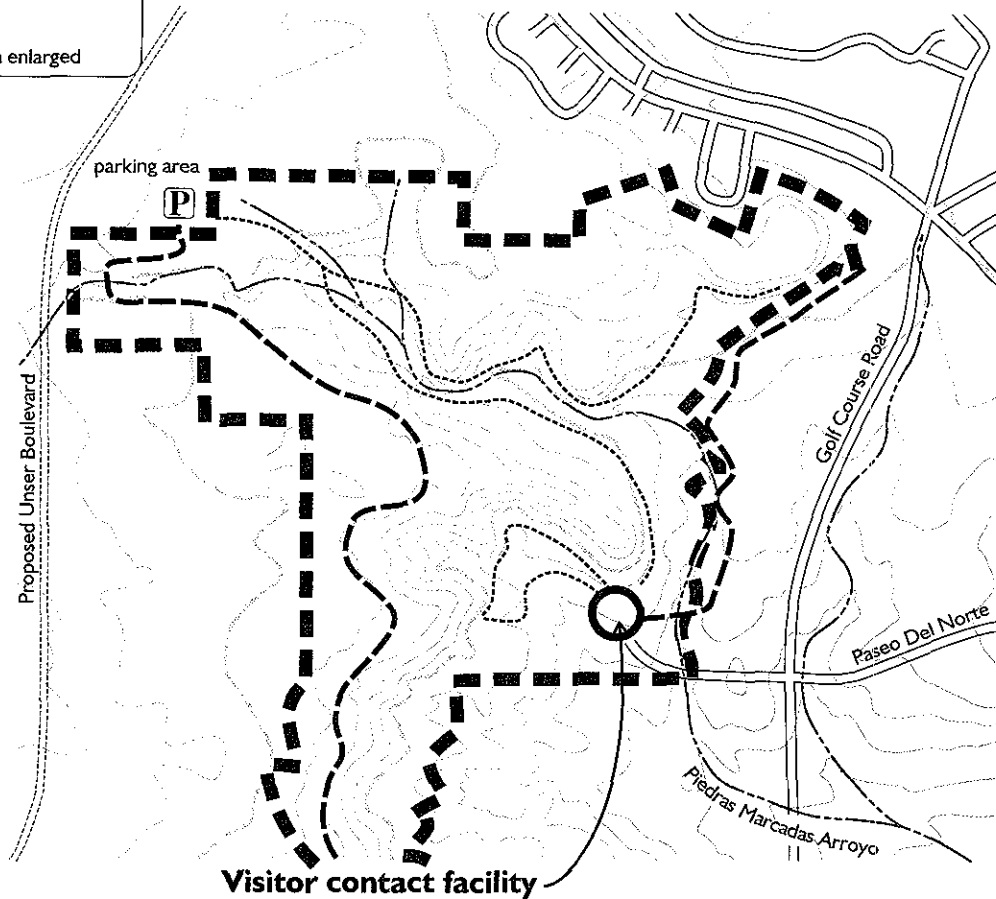 enlarged
parking area
P
Proposed Unser Boulevard
Golf Course Road
Paseo Del Norte
Piedras Marcadas Arroyo
Visitor contact facility